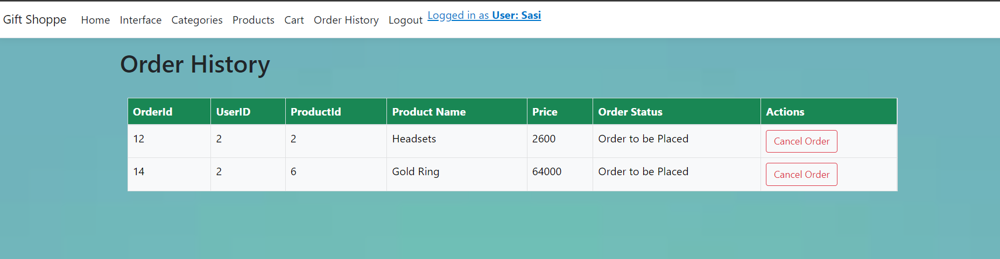 Gift Shoppe Home Interface Categories Products Cart Order History Logout Logged in as User: Sasi
Order History
OrderId UserID ProductId Product Name Price Order Status Actions
12 2 2 Headsets 2600 Order to be Placed Cancel Order
14 2 6 Gold Ring 64000 Order to be Placed Cancel Order